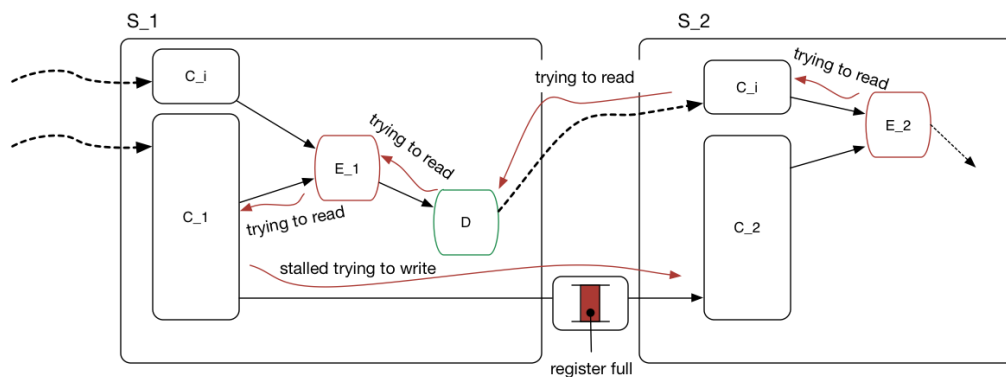 S_1
S_2
C_i
trying to read
C_i
trying to read
E_2
trying to read
E_1
C_1
trying to read
D
C_2
stalled trying to write
register full